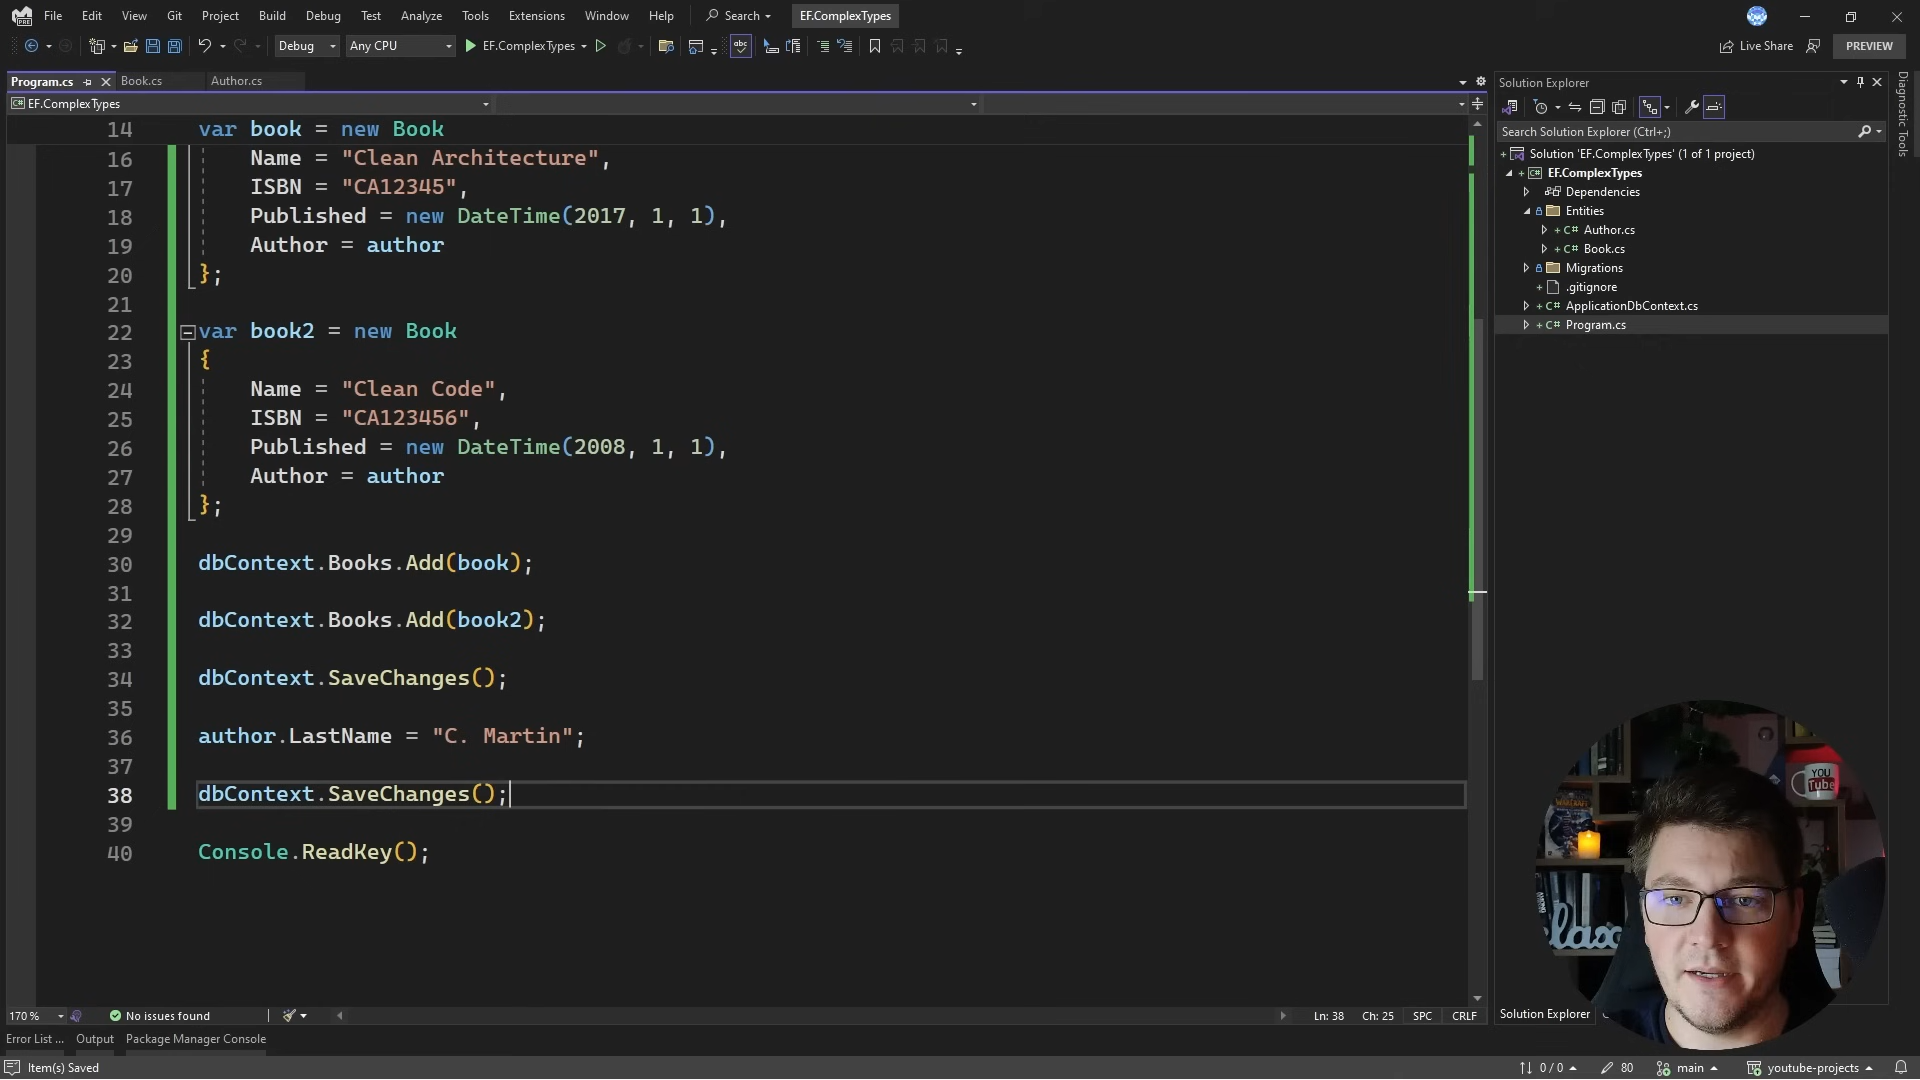 File Edit View Git Project Build Debug Test Analyze Tools Extensions Window Help Search EF.ComplexTypes
Debug Any CPU EF.ComplexTypes Live Share PREVIEW
Program.cs Book.cs Author.cs
EF.ComplexTypes
14 var book = new Book
16 Name = "Clean Architecture",
17 ISBN = "CA12345",
18 Published = new DateTime(2017, 1, 1),
19 Author = author
20 };
21
22 var book2 = new Book
23 {
24 Name = "Clean Code",
25 ISBN = "CA123456",
26 Published = new DateTime(2008, 1, 1),
27 Author = author
28 };
29
30 dbContext.Books.Add(book);
31
32 dbContext.Books.Add(book2);
33
34 dbContext.SaveChanges();
35
36 author.LastName = "C. Martin";
37
38 dbContext.SaveChanges();
39
40 Console.ReadKey();
170 % No issues found Ln: 38 Ch: 25 SPC CRLF
Error List ... Output Package Manager Console
Item(s) Saved 0 / 0 80 main youtube-projects
Solution Explorer
Search Solution Explorer (Ctrl+;)
Solution 'EF.ComplexTypes' (1 of 1 project)
EF.ComplexTypes
Dependencies
Entities
C# Author.cs
C# Book.cs
Migrations
.gitignore
C# ApplicationDbContext.cs
C# Program.cs
Solution Explorer
Diagnostic Tools
YOU
Tube